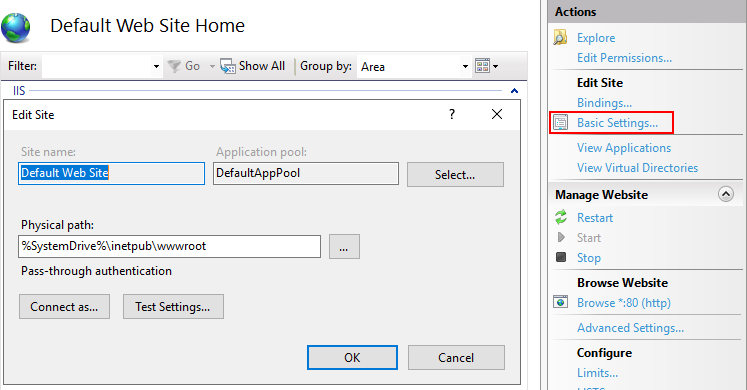 Default Web Site Home
Filter: Go Show All Group by: Area
IIS
Edit Site
Site name: Application pool:
Default Web Site DefaultAppPool Select...
Physical path:
%SystemDrive%\inetpub\wwwroot ...
Pass-through authentication
Connect as... Test Settings...
OK Cancel
Actions
Explore
Edit Permissions...
Edit Site
Bindings...
Basic Settings...
View Applications
View Virtual Directories
Manage Website
Restart
Start
Stop
Browse Website
Browse *:80 (http)
Advanced Settings...
Configure
Limits...